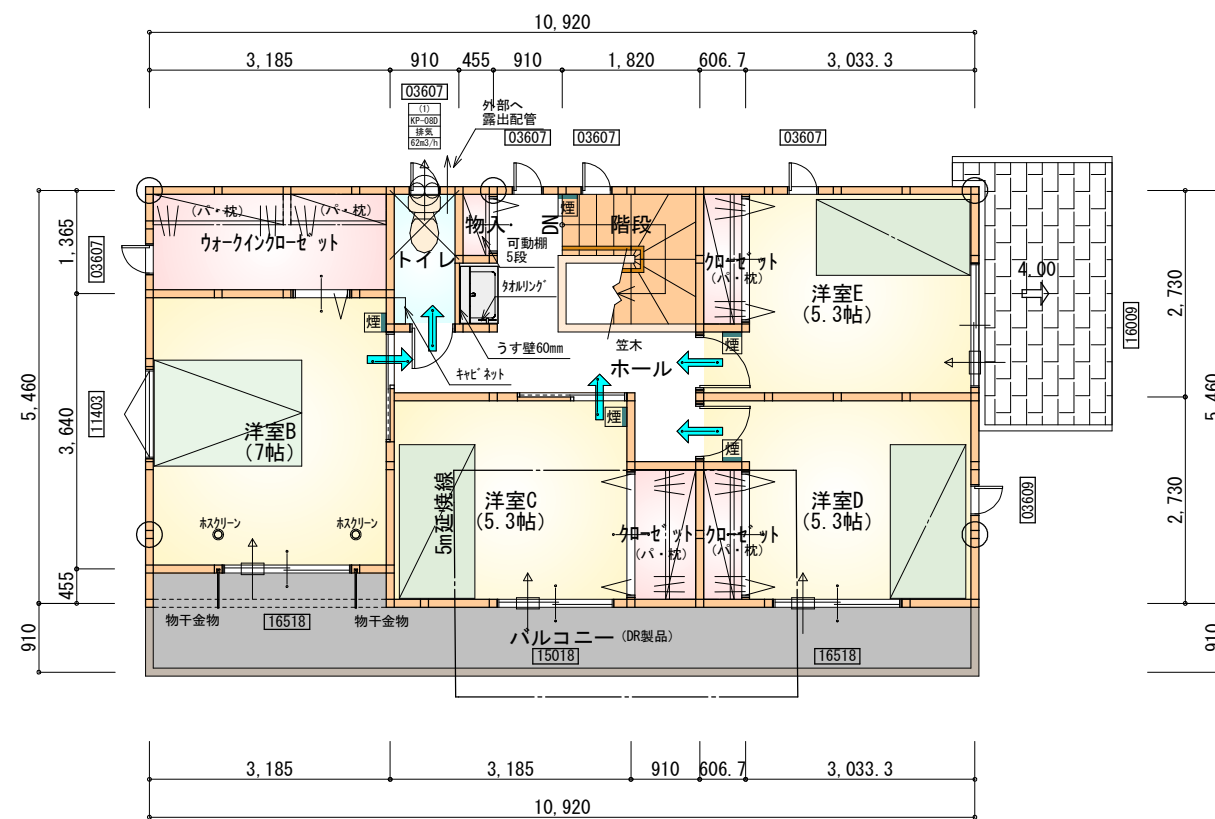 10,920
3,185
910
455
910
1,820
606.7
3,033.3
03607
(1)
KP-08D
排気
62m3/h
外部へ
露出配管
03607
03607
03607
(パ・枕)
(パ・枕)
ウォークインクローゼット
トイレ
物入
可動棚
5段
DN
煙
階段
クローゼット
(パ・枕)
洋室E
(5.3帖)
4.00
1,365
03607
タオルリング
2,730
16009
煙
うす壁60mm
笠木
煙
キャビネット
ホール
5,460
3,640
11403
5,460
洋室B
(7帖)
煙
煙
5m延焼線
洋室C
(5.3帖)
洋室D
(5.3帖)
2,730
03609
ホスクリーン
ホスクリーン
クローゼット
(パ・枕)
クローゼット
(パ・枕)
455
物干金物
16518
物干金物
バルコニー
(DR製品)
15018
16518
910
910
3,185
3,185
910
606.7
3,033.3
10,920